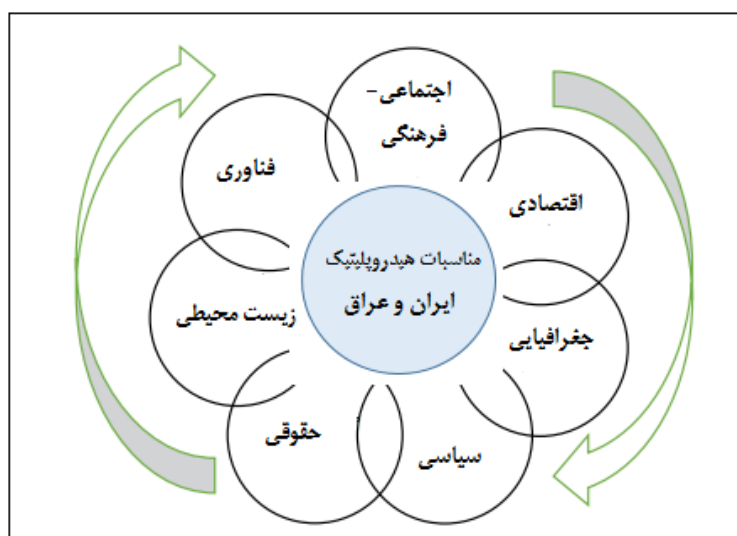 اجتماعی-
فرهنگی
اقتصادی
جغرافیایی
سیاسی
حقوقی
زیست محیطی
فناوری
مناسبات هیدروپلیتیک
ایران و عراق